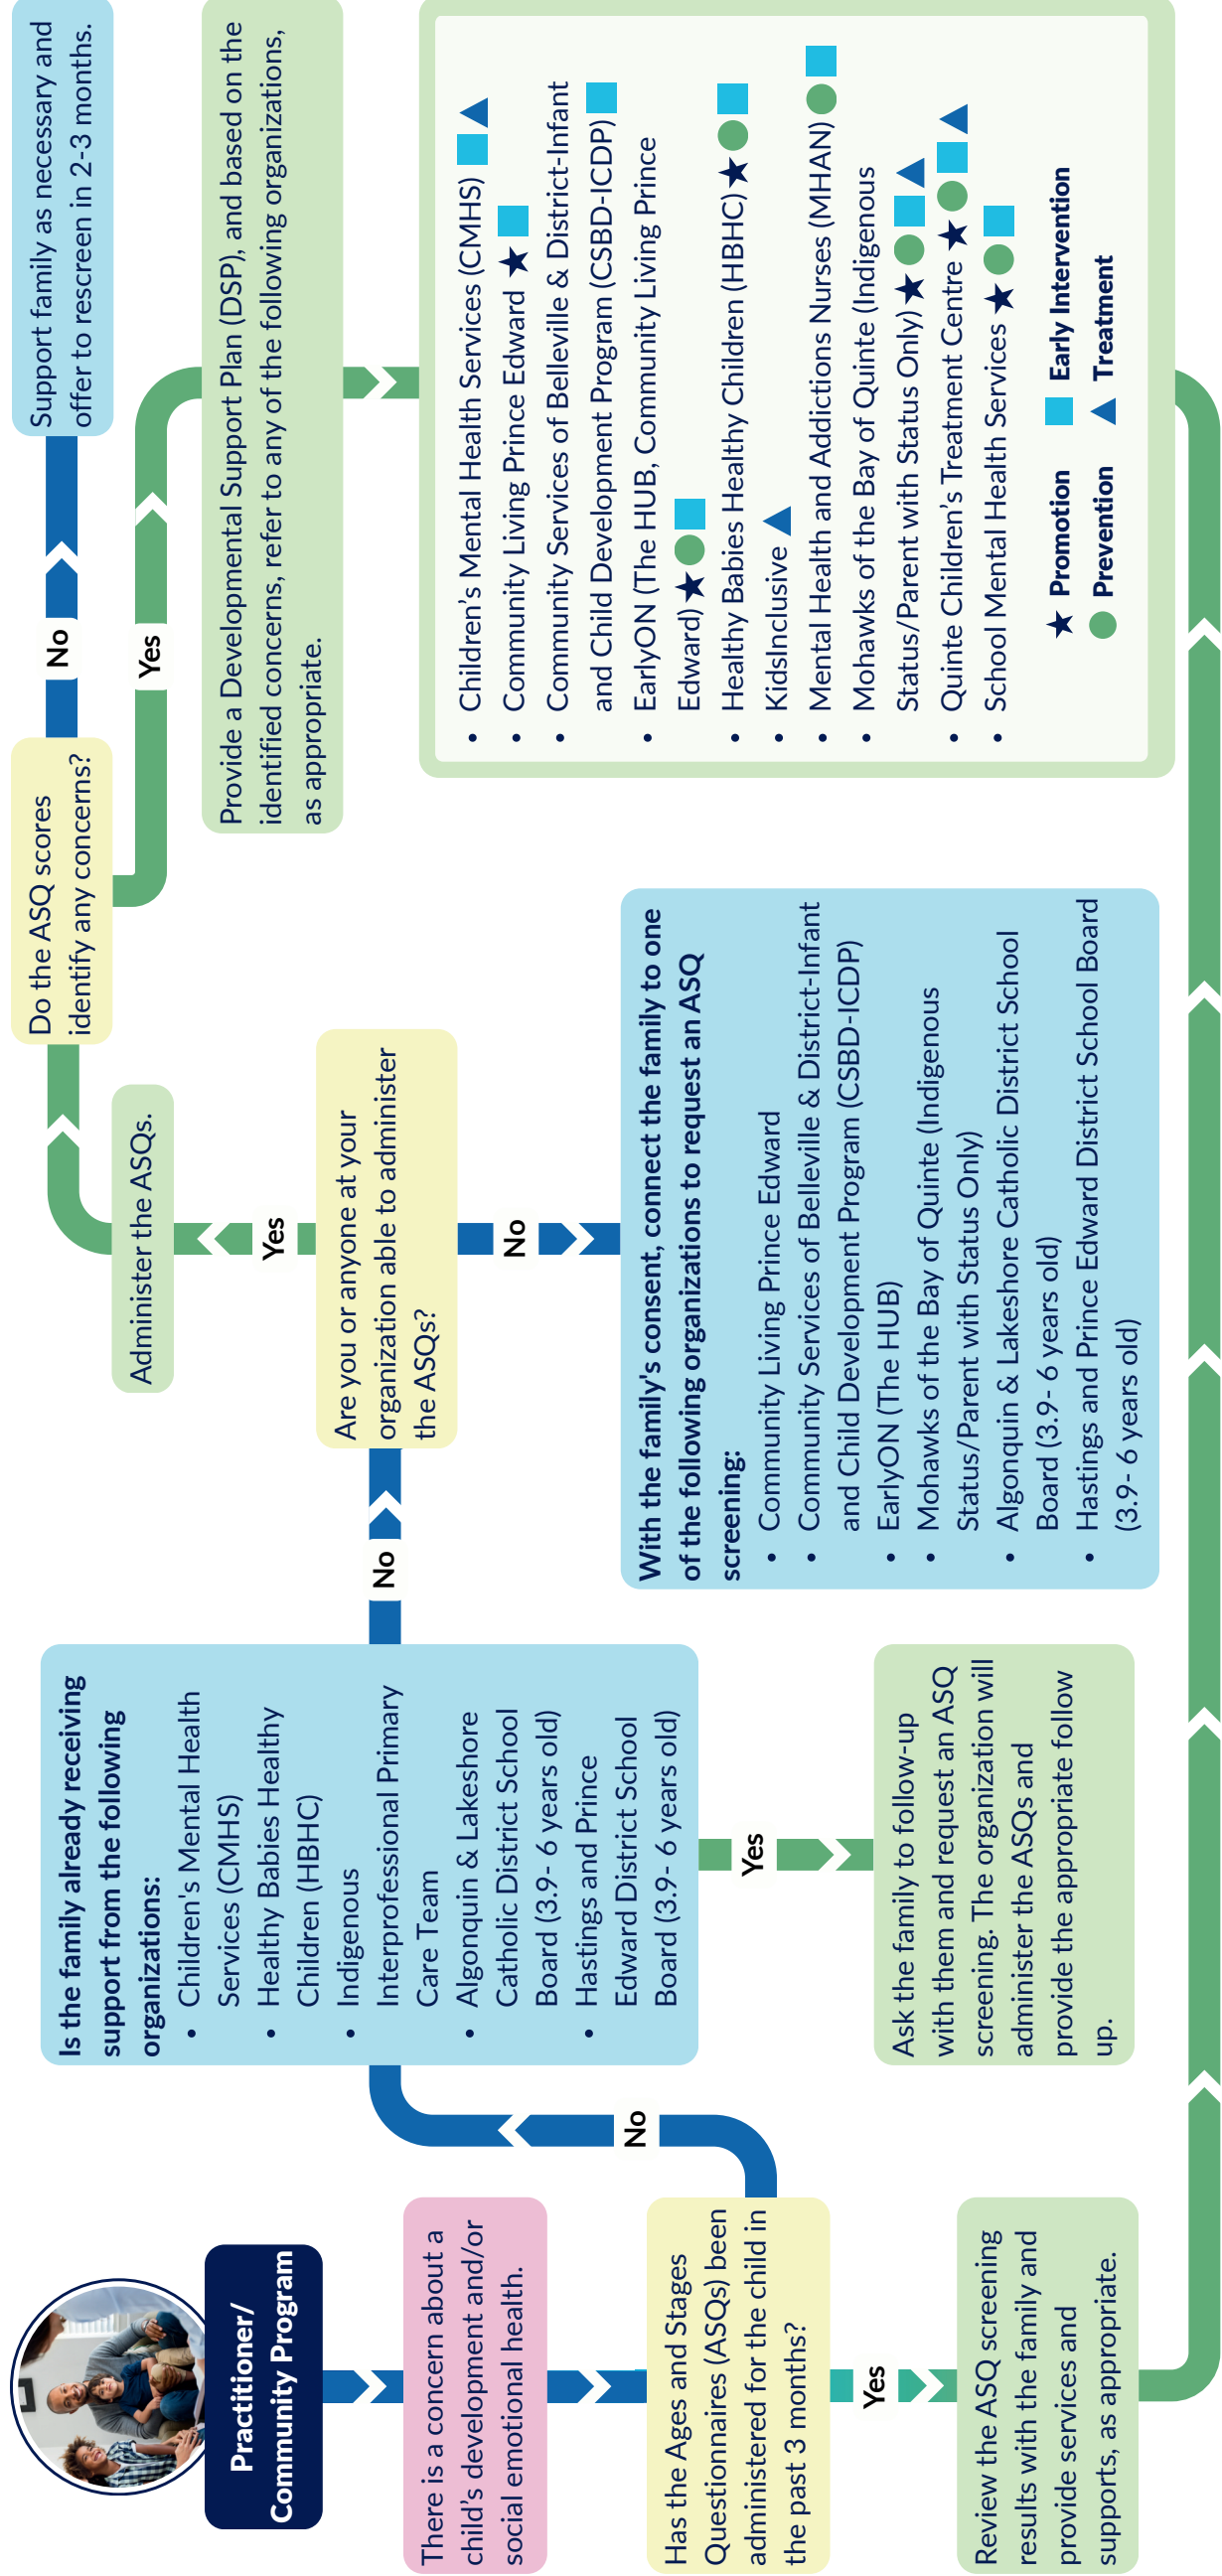 Practitioner/
Community Program
There is a concern about a
child's development and/or
social emotional health.
Has the Ages and Stages
Questionnaires (ASQs) been
administered for the child in
the past 3 months?
Yes
Review the ASQ screening
results with the family and
provide services and
supports, as appropriate.
No
Is the family already receiving
support from the following
organizations:
• Children's Mental Health
Services (CMHS)
• Healthy Babies Healthy
Children (HBHC)
• Indigenous
Interprofessional Primary
Care Team
• Algonquin & Lakeshore
Catholic District School
Board (3.9- 6 years old)
• Hastings and Prince
Edward District School
Board (3.9- 6 years old)
Yes
Ask the family to follow-up
with them and request an ASQ
screening. The organization will
administer the ASQs and
provide the appropriate follow
up.
No
Are you or anyone at your
organization able to administer
the ASQs?
Yes
Administer the ASQs.
No
With the family's consent, connect the family to one
of the following organizations to request an ASQ
screening:
• Community Living Prince Edward
• Community Services of Belleville & District-Infant
and Child Development Program (CSBD-ICDP)
• EarlyON (The HUB)
• Mohawks of the Bay of Quinte (Indigenous
Status/Parent with Status Only)
• Algonquin & Lakeshore Catholic District School
Board (3.9- 6 years old)
• Hastings and Prince Edward District School Board
(3.9- 6 years old)
Do the ASQ scores
identify any concerns?
No
Support family as necessary and
offer to rescreen in 2-3 months.
Yes
Provide a Developmental Support Plan (DSP), and based on the
identified concerns, refer to any of the following organizations,
as appropriate.
• Children's Mental Health Services (CMHS)
• Community Living Prince Edward
• Community Services of Belleville & District-Infant
and Child Development Program (CSBD-ICDP)
• EarlyON (The HUB, Community Living Prince
Edward)
• Healthy Babies Healthy Children (HBHC)
• KidsInclusive
• Mental Health and Addictions Nurses (MHAN)
• Mohawks of the Bay of Quinte (Indigenous
Status/Parent with Status Only)
• Quinte Children's Treatment Centre
• School Mental Health Services
Promotion
Early Intervention
Prevention
Treatment